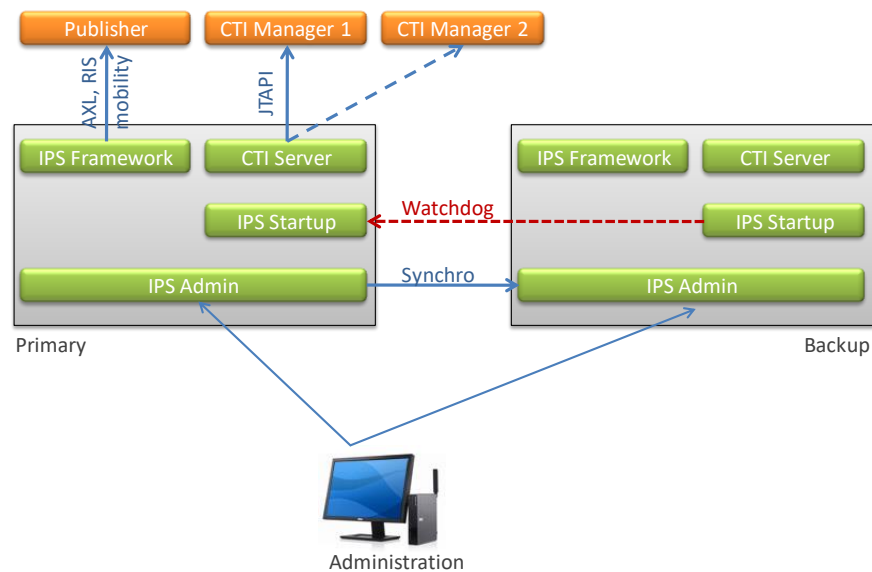 Publisher
CTI Manager 1
CTI Manager 2
AXL, RIS
mobility
JTAPI
IPS Framework
CTI Server
IPS Framework
CTI Server
IPS Startup
Watchdog
IPS Startup
IPS Admin
Synchro
IPS Admin
Primary
Backup
Administration